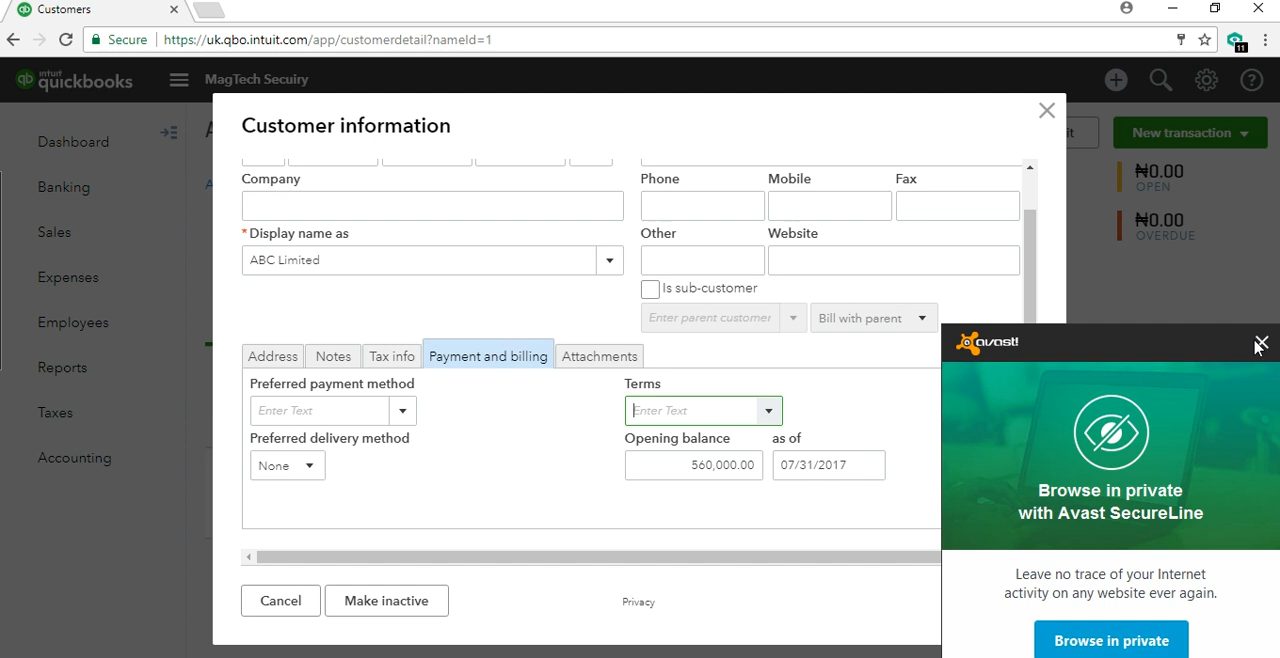 Customers
Secure
https://uk.qbo.intuit.com/app/customerdetail?nameId=1
11
qb intuit quickbooks
MagTech Secuiry
Customer information
A
it
New transaction
Dashboard
₦0.00
OPEN
Company
Phone
Mobile
Fax
A
Banking
₦0.00
OVERDUE
Sales
* Display name as
Other
Website
ABC Limited
Expenses
Is sub-customer
Enter parent customer
Bill with parent
Employees
avast!
Address
Notes
Tax info
Payment and billing
Attachments
Reports
Preferred payment method
Terms
Enter Text
Enter Text
Taxes
Preferred delivery method
Opening balance
as of
Accounting
None
560,000.00
07/31/2017
Browse in private
with Avast SecureLine
Leave no trace of your Internet
activity on any website ever again.
Cancel
Make inactive
Privacy
Browse in private